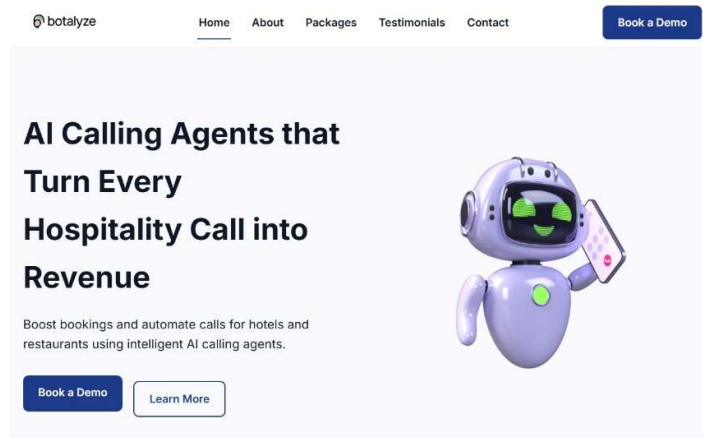 botalyze
Home About Packages Testimonials Contact
Book a Demo
AI Calling Agents that
Turn Every
Hospitality Call into
Revenue
Boost bookings and automate calls for hotels and
restaurants using intelligent AI calling agents.
Book a Demo
Learn More